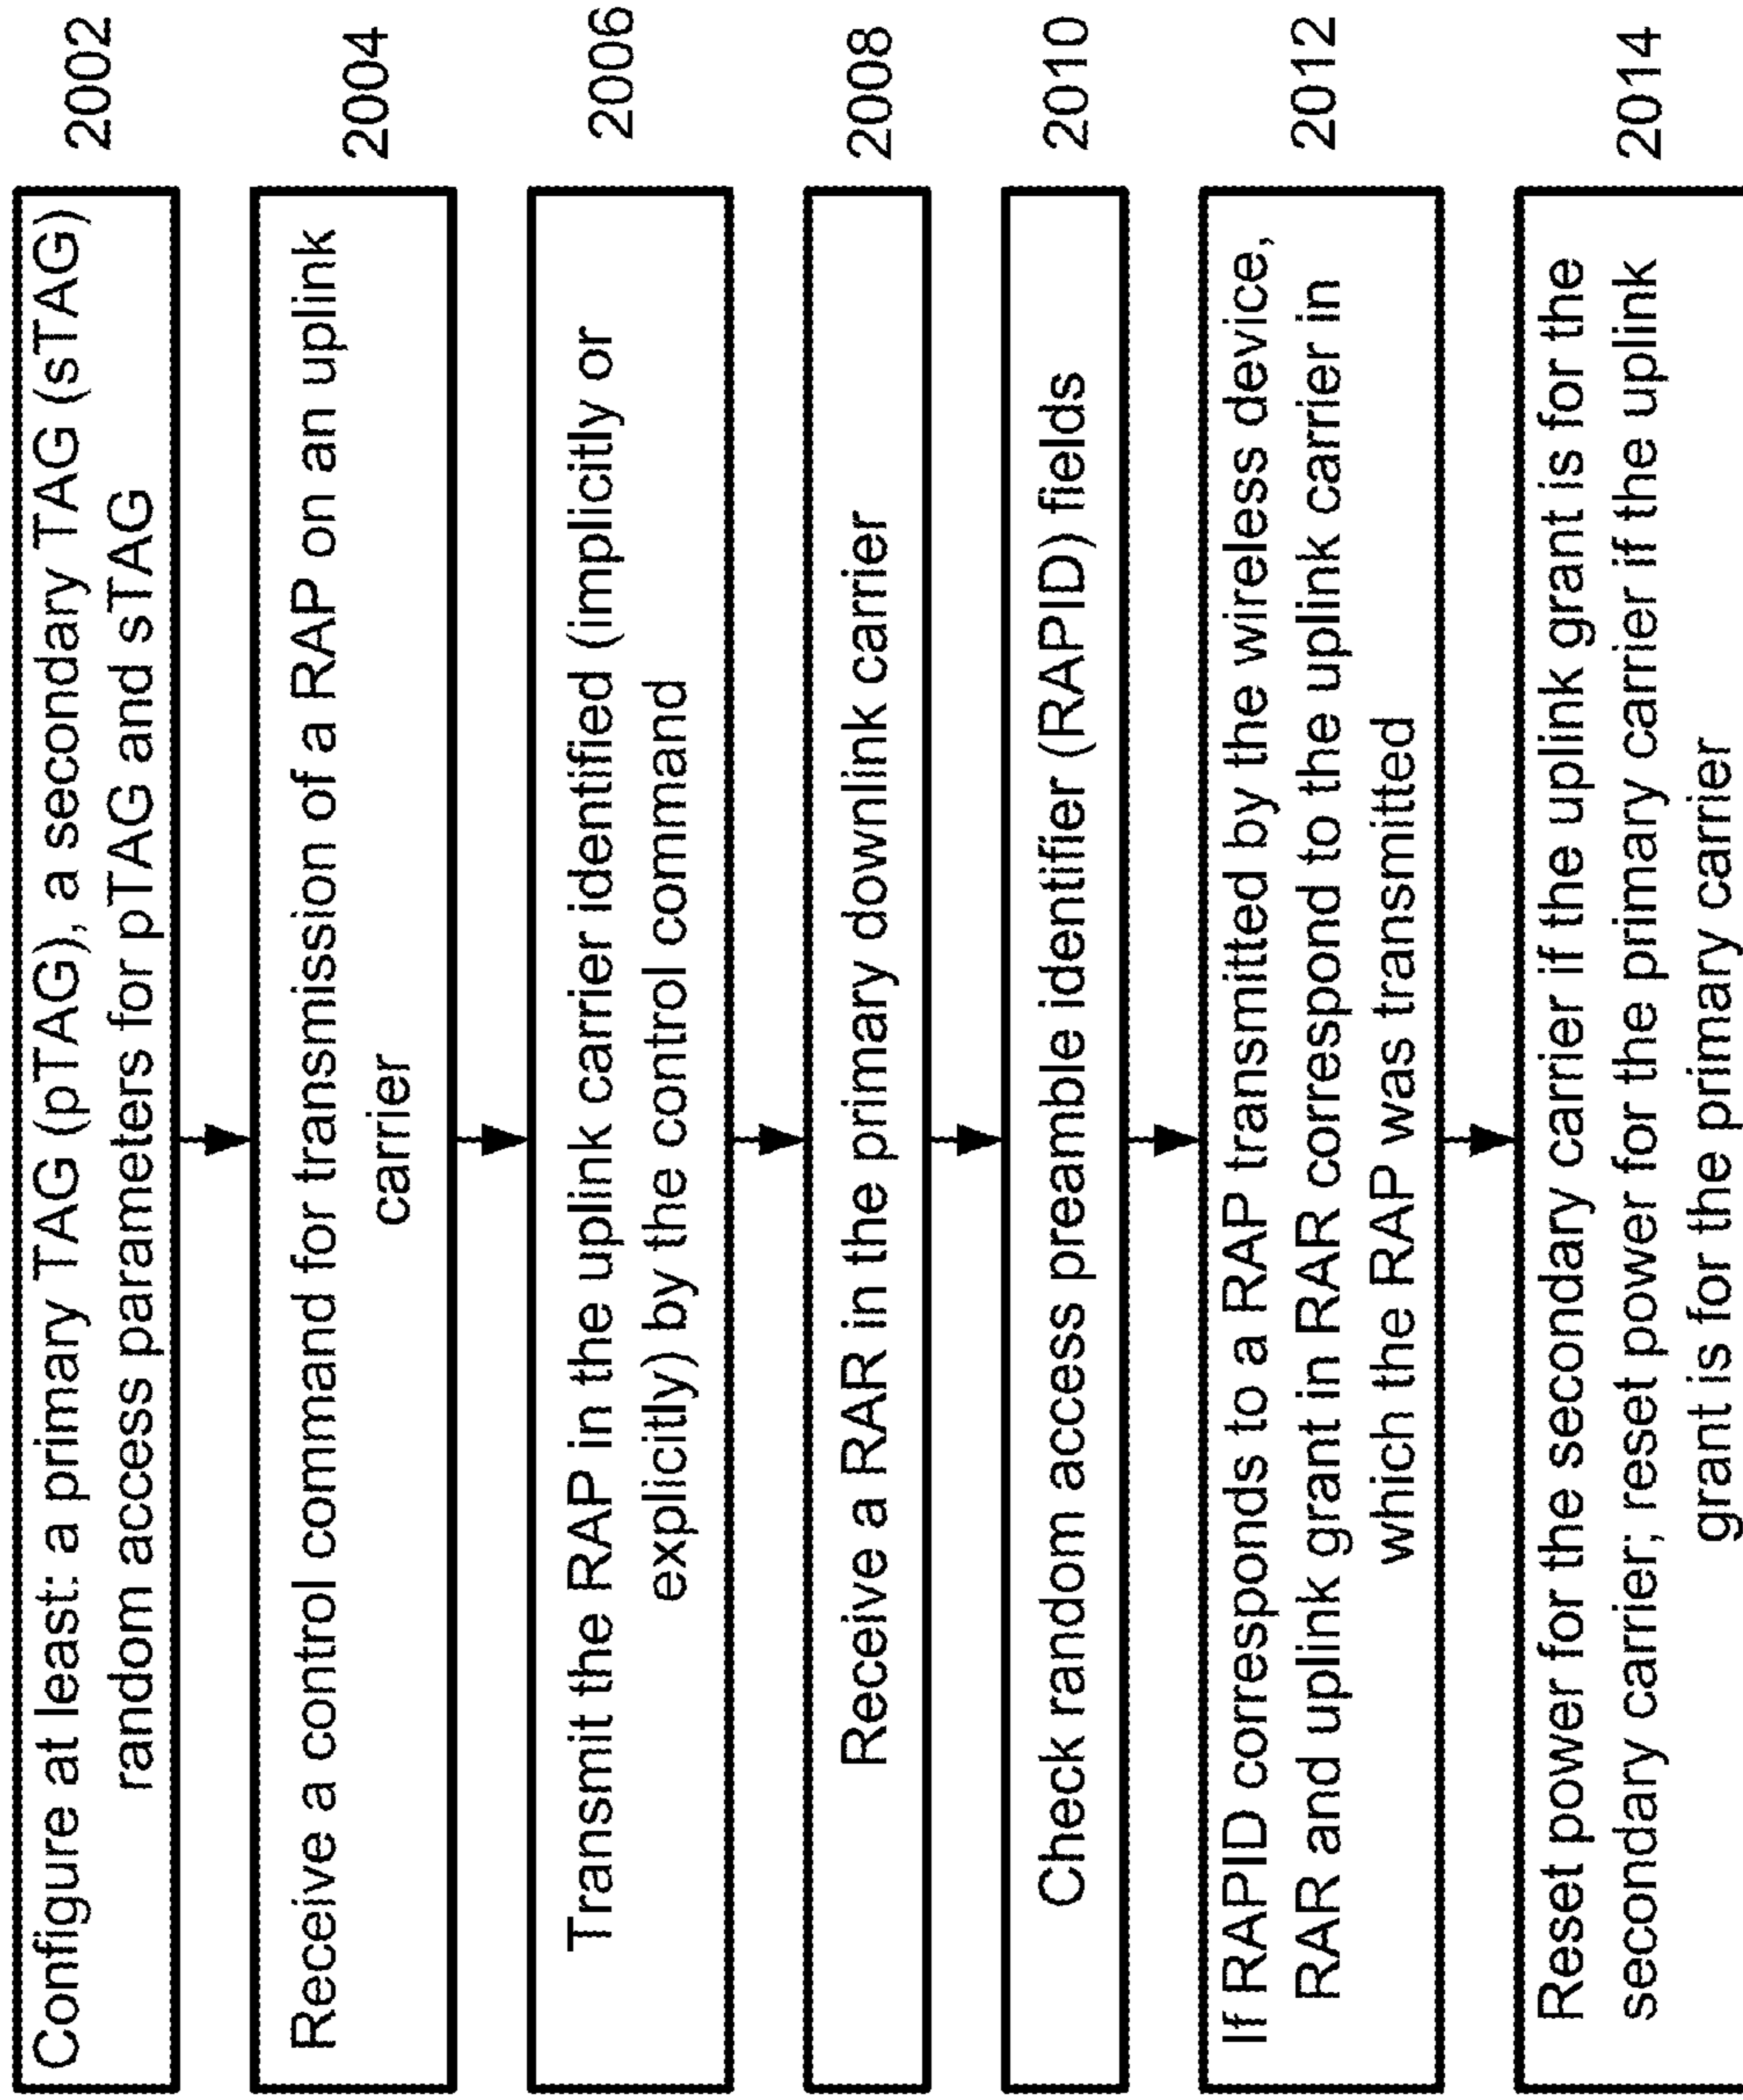 Configure at least: a primary TAG (pTAG), a secondary TAG (sTAG)
random access parameters for pTAG and sTAG
2002
Receive a control command for transmission of a RAP on an uplink
carrier
2004
Transmit the RAP in the uplink carrier identified (implicitly or
explicitly) by the control command
2006
Receive a RAR in the primary downlink carrier
2008
Check random access preamble identifier (RAPID) fields
2010
If RAPID corresponds to a RAP transmitted by the wireless device,
RAR and uplink grant in RAR correspond to the uplink carrier in
which the RAP was transmitted
2012
Reset power for the secondary carrier if the uplink grant is for the
secondary carrier; reset power for the primary carrier if the uplink
grant is for the primary carrier
2014